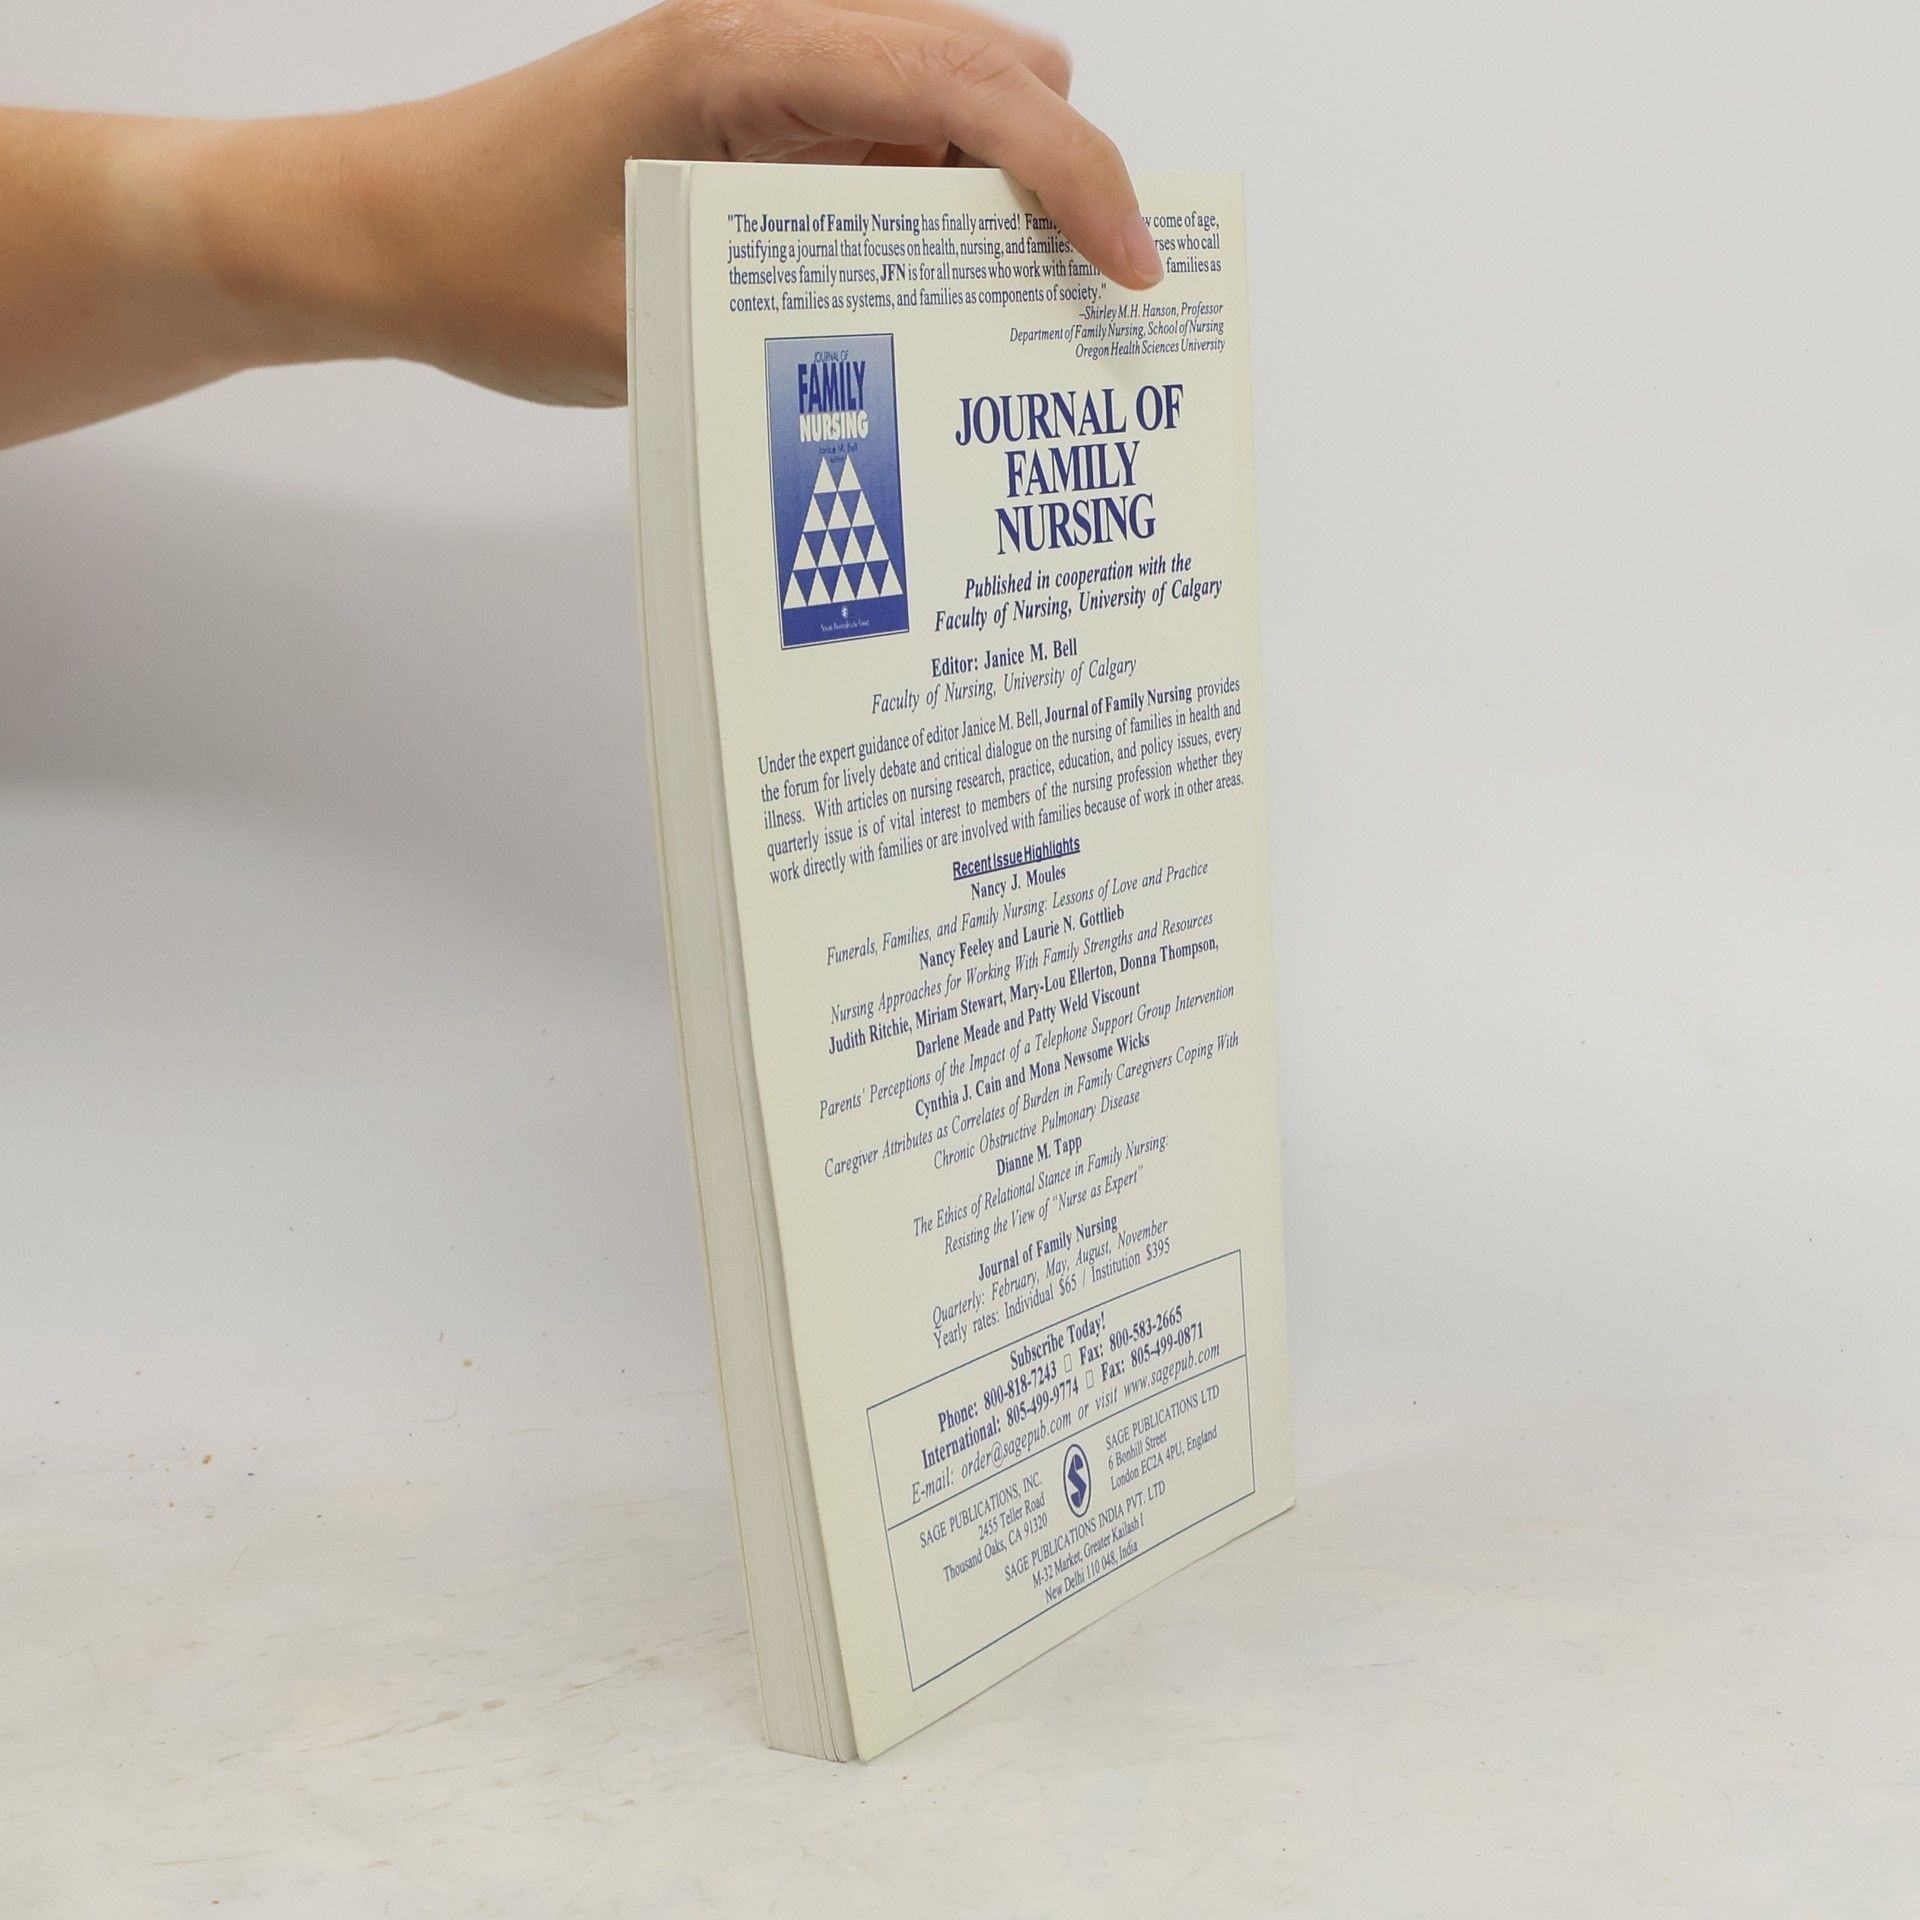 "The Journal of Family Nursing has finally arrived! come of age,
justifying a journal that focuses on health, nursing, and families. who call
themselves family nurses, JFN is for all nurses who work with families as
context, families as systems, and families as components of society."
–Shirley M.H. Hanson, Professor
Department of Family Nursing, School of Nursing
Oregon Health Sciences University
JOURNAL OF
FAMILY
NURSING
Janice M. Bell
editor
JOURNAL OF
FAMILY
NURSING
Published in cooperation with the
Faculty of Nursing, University of Calgary
Editor: Janice M. Bell
Faculty of Nursing, University of Calgary
Under the expert guidance of editor Janice M. Bell, Journal of Family Nursing provides
the forum for lively debate and critical dialogue on the nursing of families in health and
illness. With articles on nursing research, practice, education, and policy issues, every
quarterly issue is of vital interest to members of the nursing profession whether they
work directly with families or are involved with families because of work in other areas.
Recent Issue Highlights
Nancy J. Moules
Funerals, Families, and Family Nursing: Lessons of Love and Practice
Nancy Feeley and Laurie N. Gottlieb
Nursing Approaches for Working With Family Strengths and Resources
Judith Ritchie, Miriam Stewart, Mary-Lou Ellerton, Donna Thompson,
Darlene Meade and Patty Weld Viscount
Parents' Perceptions of the Impact of a Telephone Support Group Intervention
Cynthia J. Cain and Mona Newsome Wicks
Caregiver Attributes as Correlates of Burden in Family Caregivers Coping With
Chronic Obstructive Pulmonary Disease
Dianne M. Tapp
The Ethics of Relational Stance in Family Nursing:
Resisting the View of "Nurse as Expert"
Journal of Family Nursing
Quarterly: February, May, August, November
Yearly rates: Individual $65 / Institution $395
Subscribe Today!
Phone: 800-818-7243 ▯ Fax: 800-583-2665
International: 805-499-9774 ▯ Fax: 805-499-0871
E-mail: order@sagepub.com or visit www.sagepub.com
SAGE PUBLICATIONS, INC.
2455 Teller Road
Thousand Oaks, CA 91320
S
SAGE PUBLICATIONS LTD
6 Bonhill Street
London EC2A 4PU, England
SAGE PUBLICATIONS INDIA PVT. LTD
M-32 Market, Greater Kailash I
New Delhi 110 048, India